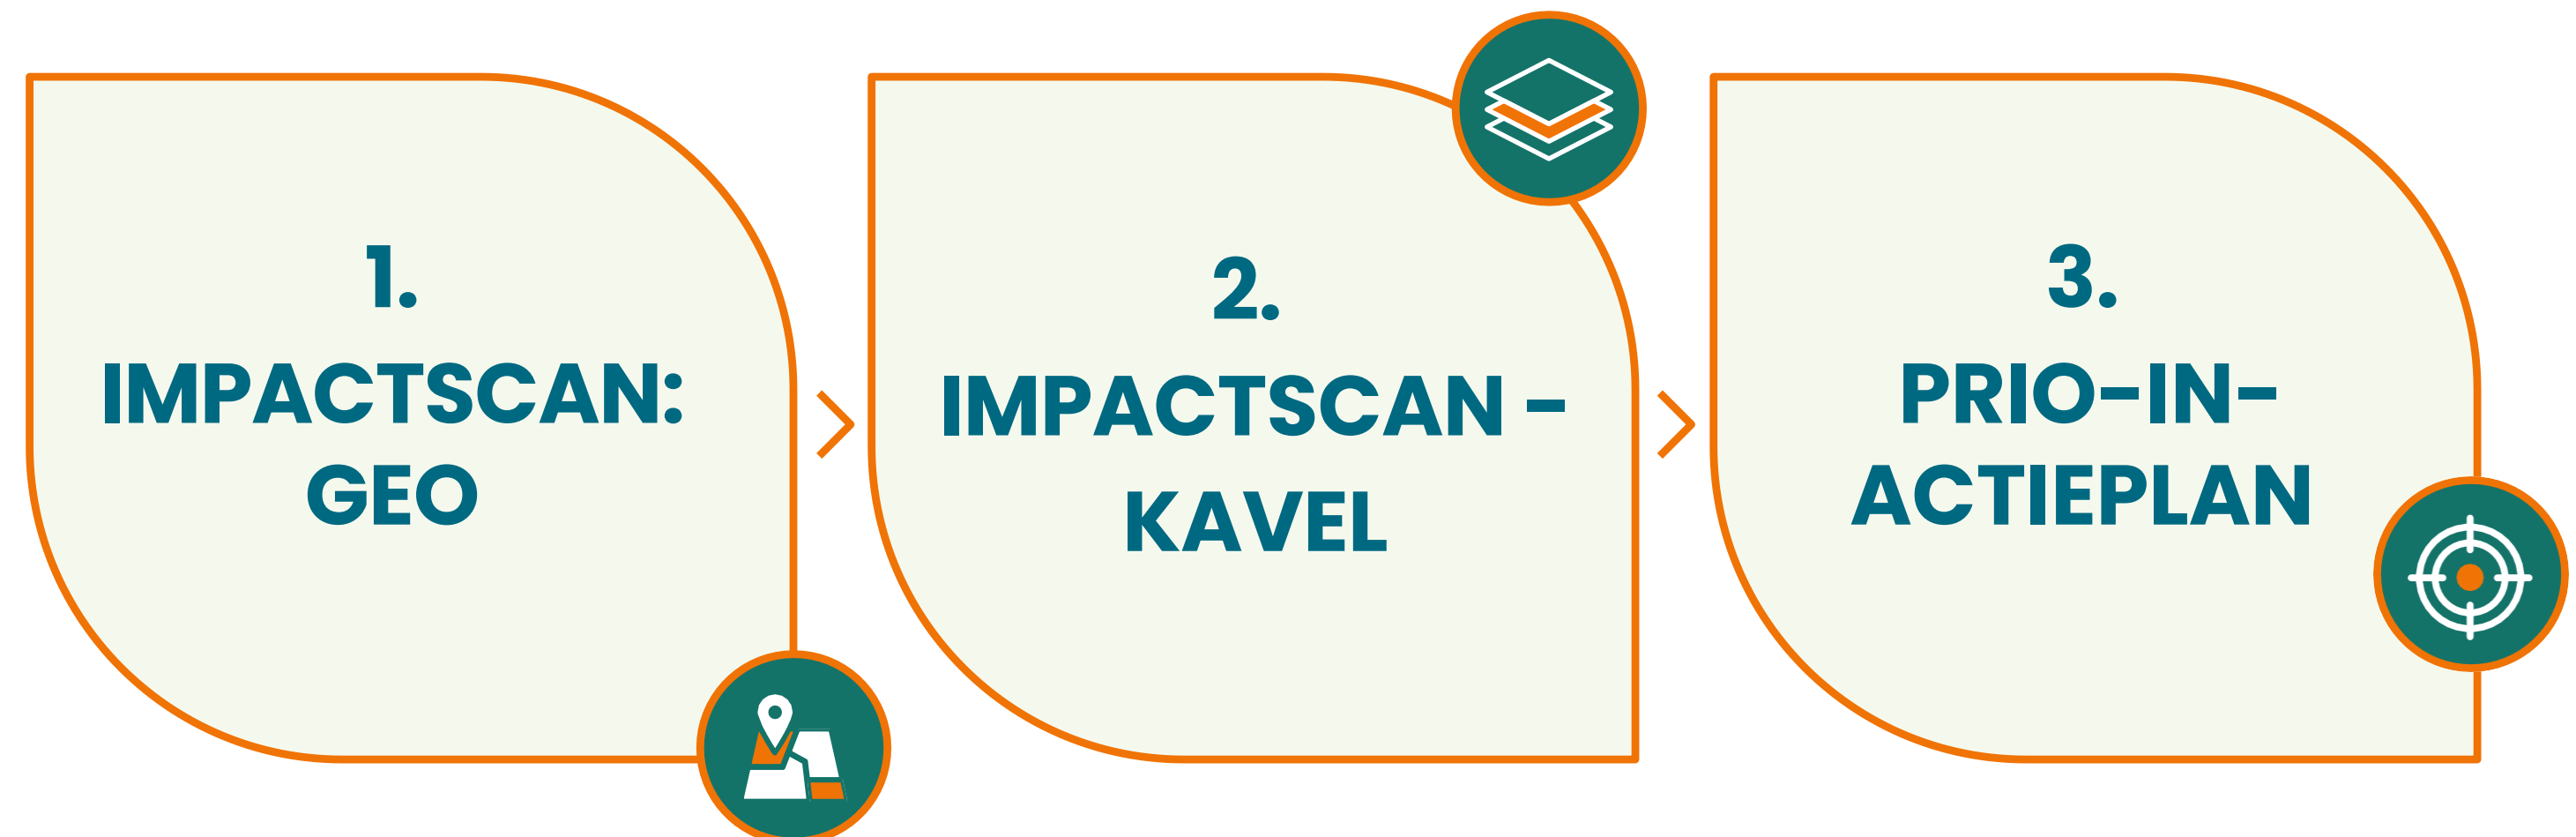 1.
IMPACTSCAN:
GEO
2.
IMPACTSCAN -
KAVEL
3.
PRIO-IN-
ACTIEPLAN